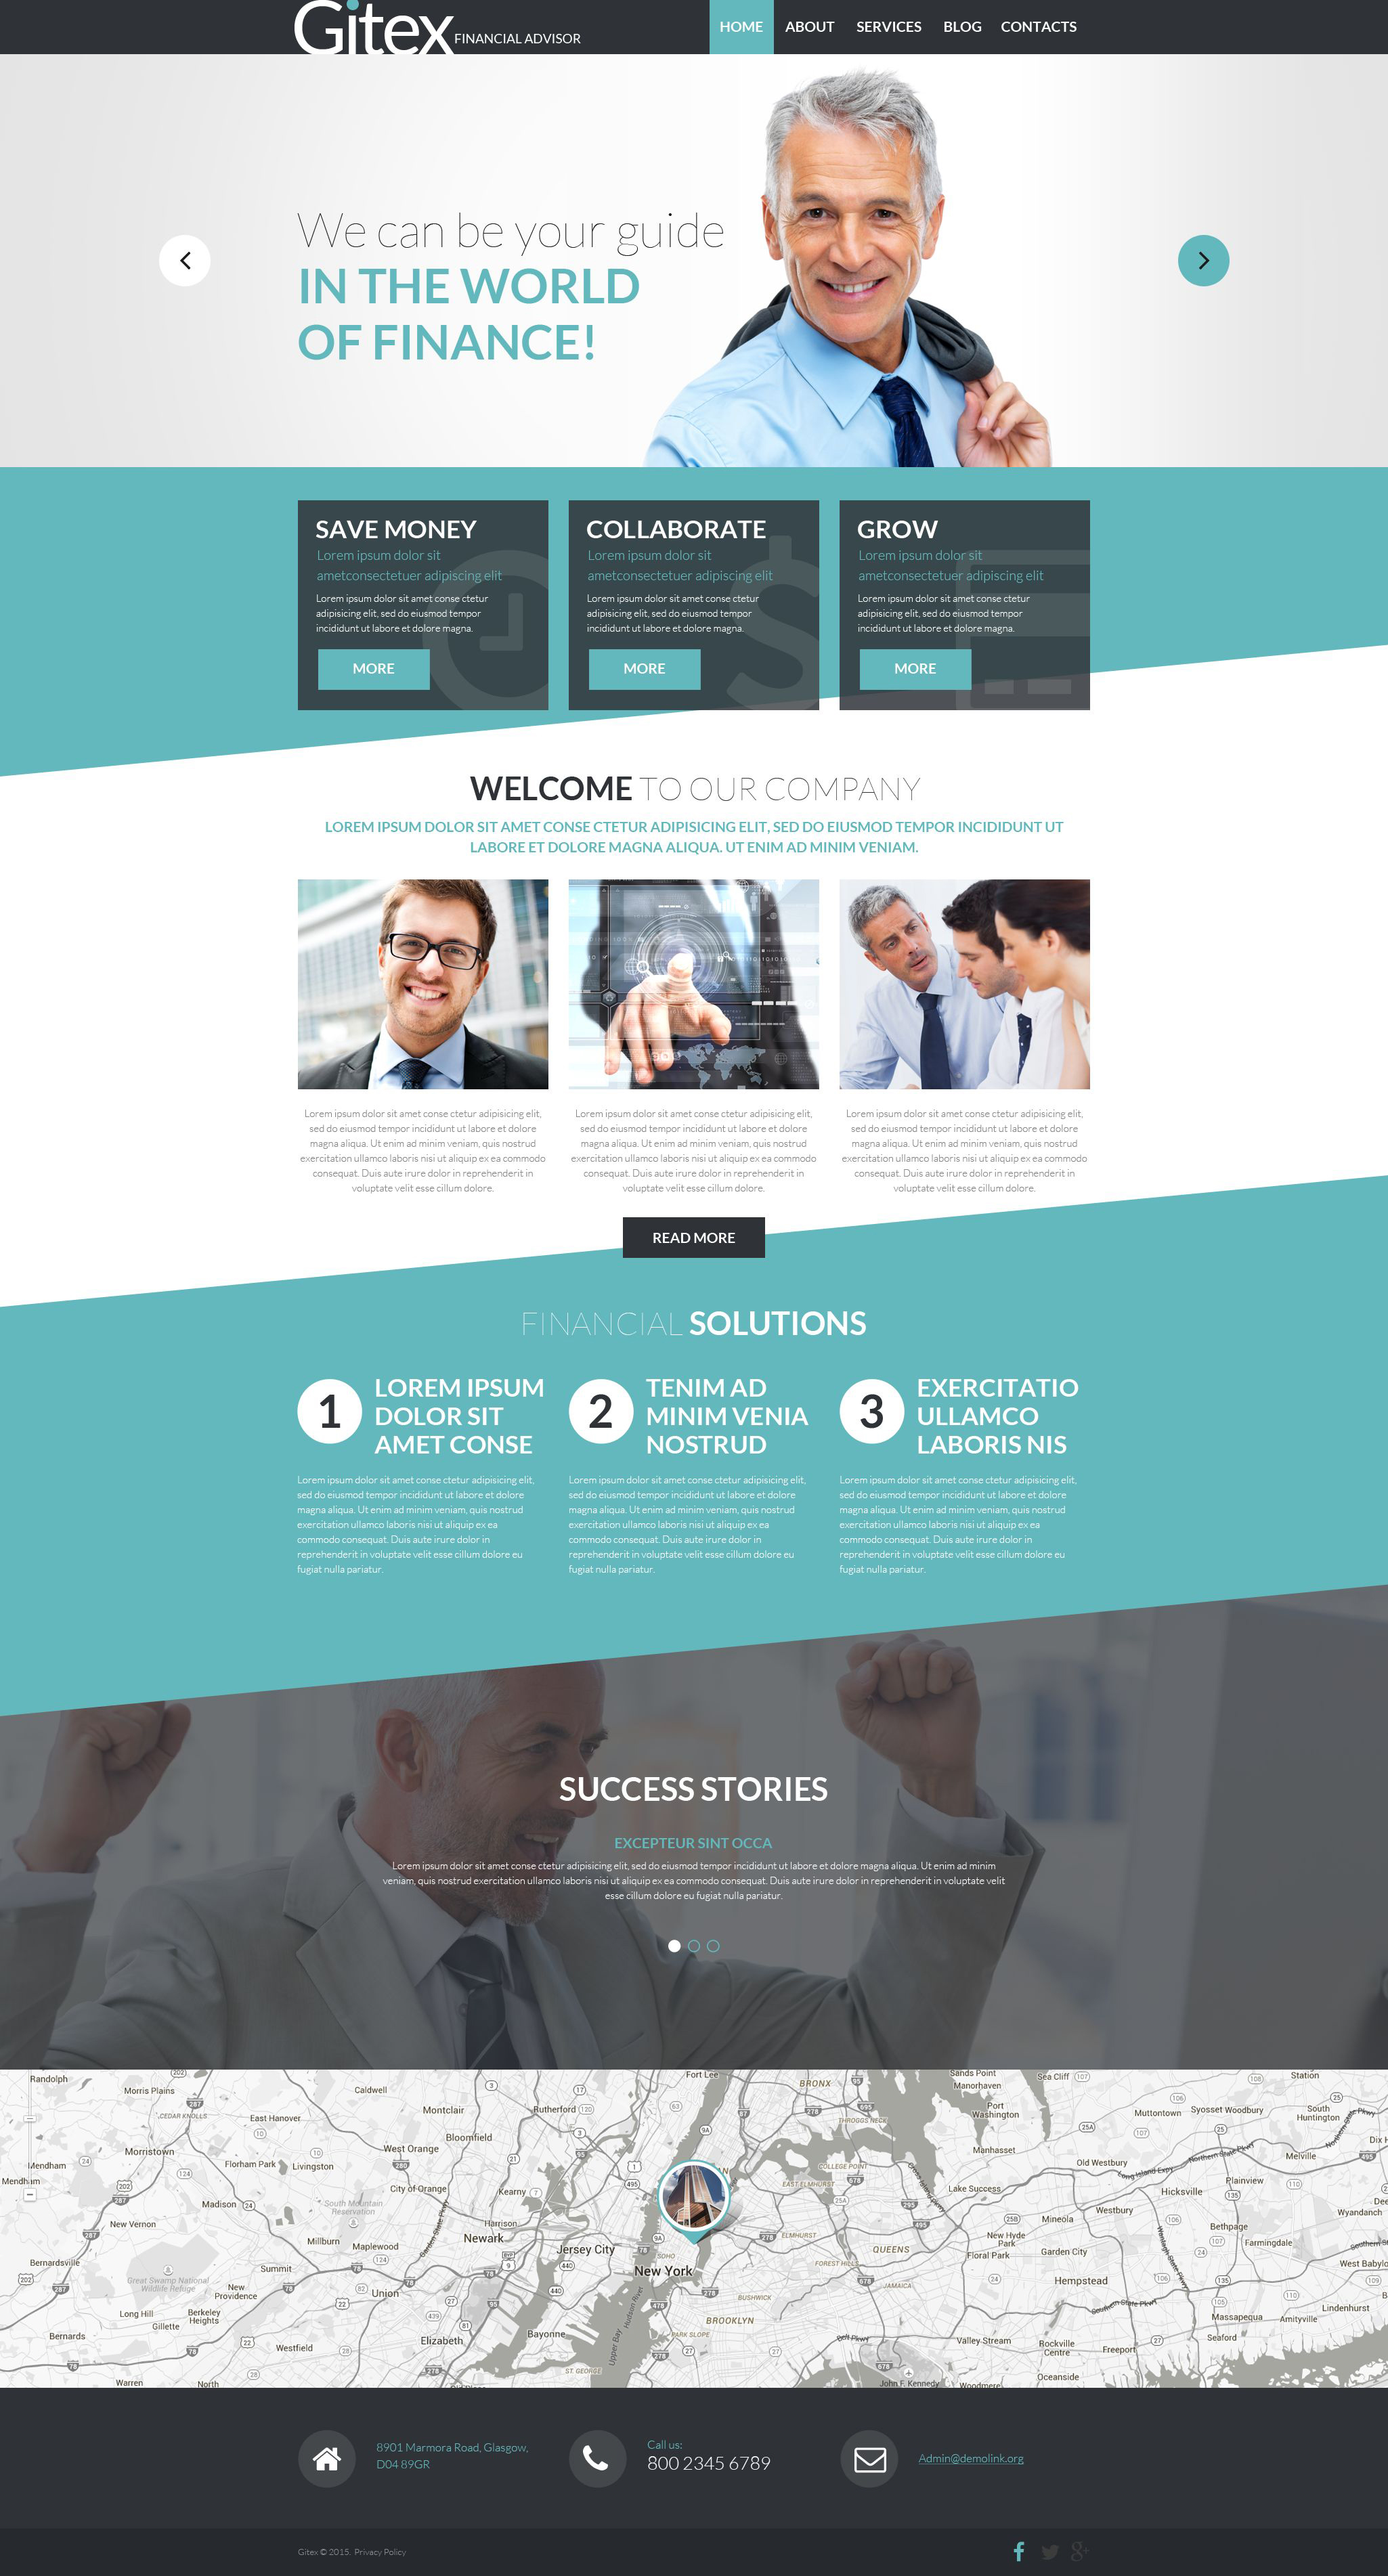 Gitex FINANCIAL ADVISOR
HOME ABOUT SERVICES BLOG CONTACTS
We can be your guide
IN THE WORLD
OF FINANCE!
SAVE MONEY
Lorem ipsum dolor sit
ametconsectetuer adipiscing elit
Lorem ipsum dolor sit amet conse ctetur
adipisicing elit, sed do eiusmod tempor
incididunt ut labore et dolore magna.
MORE
COLLABORATE
Lorem ipsum dolor sit
ametconsectetuer adipiscing elit
Lorem ipsum dolor sit amet conse ctetur
adipisicing elit, sed do eiusmod tempor
incididunt ut labore et dolore magna.
MORE
GROW
Lorem ipsum dolor sit
ametconsectetuer adipiscing elit
Lorem ipsum dolor sit amet conse ctetur
adipisicing elit, sed do eiusmod tempor
incididunt ut labore et dolore magna.
MORE
WELCOME TO OUR COMPANY
LOREM IPSUM DOLOR SIT AMET CONSE CTETUR ADIPISICING ELIT, SED DO EIUSMOD TEMPOR INCIDIDUNT UT
LABORE ET DOLORE MAGNA ALIQUA. UT ENIM AD MINIM VENIAM.
Lorem ipsum dolor sit amet conse ctetur adipisicing elit,
sed do eiusmod tempor incididunt ut labore et dolore
magna aliqua. Ut enim ad minim veniam, quis nostrud
exercitation ullamco laboris nisi ut aliquip ex ea commodo
consequat. Duis aute irure dolor in reprehenderit in
voluptate velit esse cillum dolore.
Lorem ipsum dolor sit amet conse ctetur adipisicing elit,
sed do eiusmod tempor incididunt ut labore et dolore
magna aliqua. Ut enim ad minim veniam, quis nostrud
exercitation ullamco laboris nisi ut aliquip ex ea commodo
consequat. Duis aute irure dolor in reprehenderit in
voluptate velit esse cillum dolore.
Lorem ipsum dolor sit amet conse ctetur adipisicing elit,
sed do eiusmod tempor incididunt ut labore et dolore
magna aliqua. Ut enim ad minim veniam, quis nostrud
exercitation ullamco laboris nisi ut aliquip ex ea commodo
consequat. Duis aute irure dolor in reprehenderit in
voluptate velit esse cillum dolore.
READ MORE
FINANCIAL SOLUTIONS
1
LOREM IPSUM
DOLOR SIT
AMET CONSE
Lorem ipsum dolor sit amet conse ctetur adipisicing elit,
sed do eiusmod tempor incididunt ut labore et dolore
magna aliqua. Ut enim ad minim veniam, quis nostrud
exercitation ullamco laboris nisi ut aliquip ex ea
commodo consequat. Duis aute irure dolor in
reprehenderit in voluptate velit esse cillum dolore eu
fugiat nulla pariatur.
2
TENIM AD
MINIM VENIA
NOSTRUD
Lorem ipsum dolor sit amet conse ctetur adipisicing elit,
sed do eiusmod tempor incididunt ut labore et dolore
magna aliqua. Ut enim ad minim veniam, quis nostrud
exercitation ullamco laboris nisi ut aliquip ex ea
commodo consequat. Duis aute irure dolor in
reprehenderit in voluptate velit esse cillum dolore eu
fugiat nulla pariatur.
3
EXERCITATIO
ULLAMCO
LABORIS NIS
Lorem ipsum dolor sit amet conse ctetur adipisicing elit,
sed do eiusmod tempor incididunt ut labore et dolore
magna aliqua. Ut enim ad minim veniam, quis nostrud
exercitation ullamco laboris nisi ut aliquip ex ea
commodo consequat. Duis aute irure dolor in
reprehenderit in voluptate velit esse cillum dolore eu
fugiat nulla pariatur.
SUCCESS STORIES
EXCEPTEUR SINT OCCA
Lorem ipsum dolor sit amet conse ctetur adipisicing elit, sed do eiusmod tempor incididunt ut labore et dolore magna aliqua. Ut enim ad minim
veniam, quis nostrud exercitation ullamco laboris nisi ut aliquip ex ea commodo consequat. Duis aute irure dolor in reprehenderit in voluptate velit
esse cillum dolore eu fugiat nulla pariatur.
Randolph
Morris Plains
Caldwell
Fort Lee
BRONX
Sands Point
Manorhaven
Sea Cliff
Station
CEDAR KNOLLS
East Hanover
Montclair
Rutherford
THROGGS NECK
Port
Washington
Muttontown
Syosset Woodbury
South
Huntington
Morristown
Bloomfield
West Orange
Manhasset
Mendham
Florham Park
Livingston
COLLEGE POINT
Old Westbury
Melville
Madison
City of Orange
Kearny
EAST ELMHURST
Lake Success
Hicksville
Plainview
South Mountain
Reservation
New Vernon
Harrison
Newark
Mineola
Westbury
Bethpage
Wyandanch
Millburn
Maplewood
Jersey City
SOHO
ELMHURST
QUEENS
New Hyde
Park
Floral Park
Garden City
Farmingdale
Bernardsville
Summit
New York
FOREST HILLS
JAMAICA
Hempstead
Great Swamp National
Wildlife Refuge
New
Providence
Union
BUSHWICK
Long Hill
Berkeley
Heights
Gillette
BROOKLYN
PARK SLOPE
Massapequa
Amityville
Lindenhurst
Bernards
Westfield
Elizabeth
Bayonne
Upper Bay
Hudson River
Valley Stream
Rockville
Centre
Freeport
Seaford
Warren
North
ST. GEORGE
John F. Kennedy
Woodmere
Oceanside
8901 Marmora Road, Glasgow,
D04 89GR
Call us:
800 2345 6789
Admin@demolink.org
Gitex © 2015. Privacy Policy